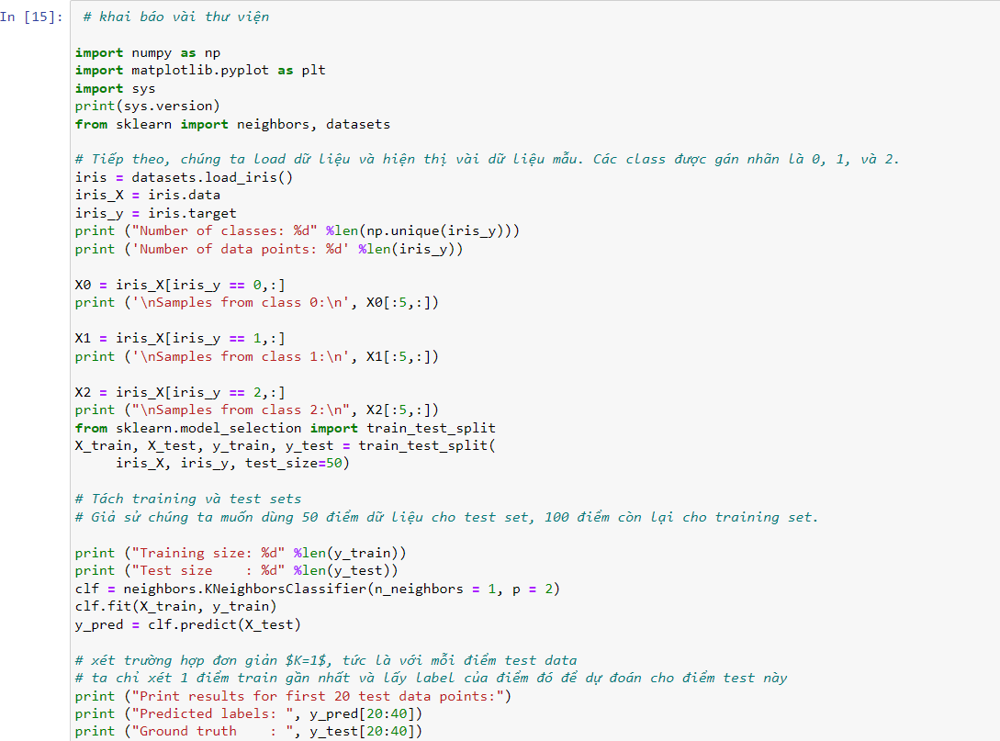 In [15]: # khai báo vài thư viện
import numpy as np
import matplotlib.pyplot as plt
import sys
print(sys.version)
from sklearn import neighbors, datasets
# Tiếp theo, chúng ta load dữ liệu và hiện thị vài dữ liệu mẫu. Các class được gán nhãn là 0, 1, và 2.
iris = datasets.load_iris()
iris_X = iris.data
iris_y = iris.target
print ("Number of classes: %d" %len(np.unique(iris_y)))
print ('Number of data points: %d' %len(iris_y))
X0 = iris_X[iris_y == 0,:]
print ('\nSamples from class 0:\n', X0[:5,:])
X1 = iris_X[iris_y == 1,:]
print ('\nSamples from class 1:\n', X1[:5,:])
X2 = iris_X[iris_y == 2,:]
print ("\nSamples from class 2:\n", X2[:5,:])
from sklearn.model_selection import train_test_split
X_train, X_test, y_train, y_test = train_test_split(
     iris_X, iris_y, test_size=50)
# Tách training và test sets
# Giả sử chúng ta muốn dùng 50 điểm dữ liệu cho test set, 100 điểm còn lại cho training set.
print ("Training size: %d" %len(y_train))
print ("Test size    : %d" %len(y_test))
clf = neighbors.KNeighborsClassifier(n_neighbors = 1, p = 2)
clf.fit(X_train, y_train)
y_pred = clf.predict(X_test)
# xét trường hợp đơn giản $K=1$, tức là với mỗi điểm test data
# ta chỉ xét 1 điểm train gần nhất và lấy label của điểm đó để dự đoán cho điểm test này
print ("Print results for first 20 test data points:")
print ("Predicted labels: ", y_pred[20:40])
print ("Ground truth    : ", y_test[20:40])